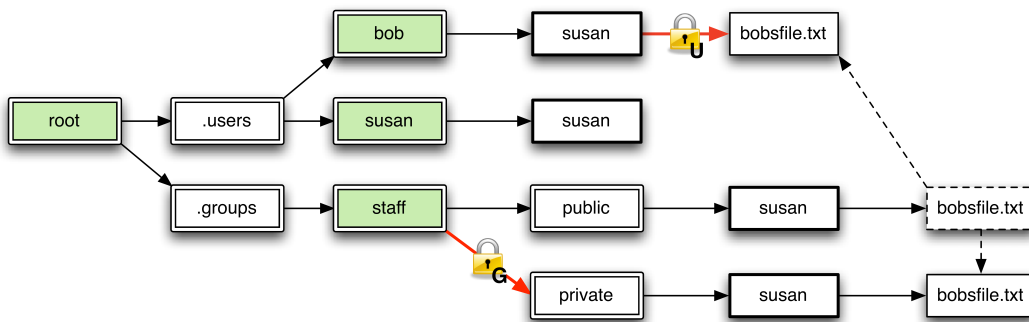 bob
susan
U
bobsfile.txt
root
.users
susan
susan
.groups
staff
public
susan
bobsfile.txt
G
private
susan
bobsfile.txt